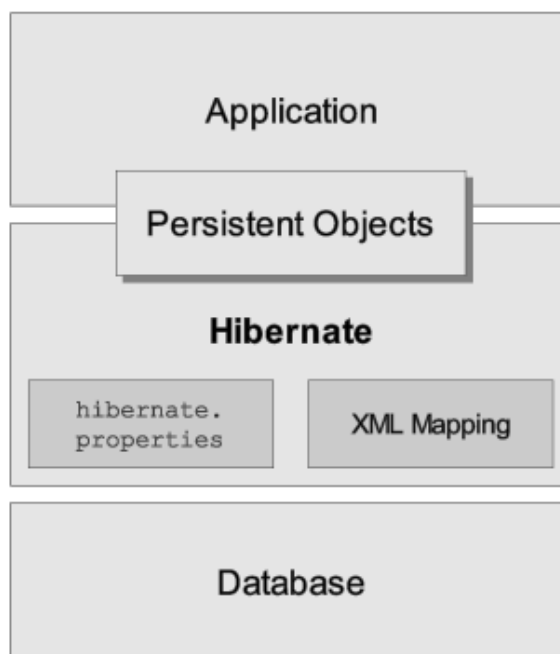 Application
Persistent Objects
Hibernate
hibernate.
properties
XML Mapping
Database